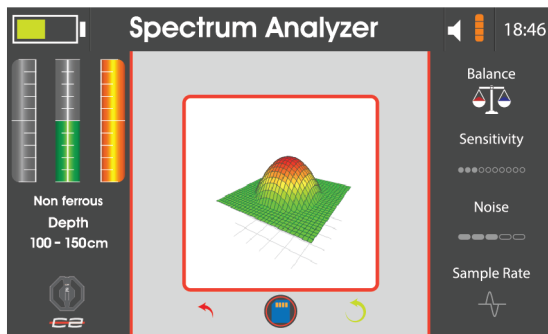 Spectrum Analyzer
18:46
Non ferrous
Depth
100 - 150cm
Balance
Sensitivity
Noise
Sample Rate